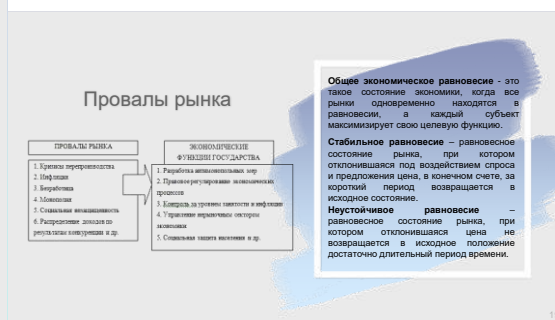 Провалы рынка
ПРОВАЛЫ РЫНКА
1. Кризисы перепроизводства
2. Инфляция
3. Безработица
4. Монополия
5. Социальная незащищенность
6. Распределение доходов по
результатам конкуренции и др.
ЭКОНОМИЧЕСКИЕ
ФУНКЦИИ ГОСУДАРСТВА
1. Разработка антимонопольных мер
2. Правовое регулирование экономических
процессов
3. Контроль за уровнем занятости и инфляции
4. Управление нерыночным сектором
экономики
5. Социальная защита населения и др.
Общее экономическое равновесие - это
такое состояние экономики, когда все
рынки одновременно находятся в
равновесии, а каждый субъект
максимизирует свою целевую функцию.
Стабильное равновесие – равновесное
состояние рынка, при котором
отклонившаяся под воздействием спроса
и предложения цена, в конечном счете, за
короткий период возвращается в
исходное состояние.
Неустойчивое равновесие –
равновесное состояние рынка, при
котором отклонившаяся цена не
возвращается в исходное положение
достаточно длительный период времени.
1